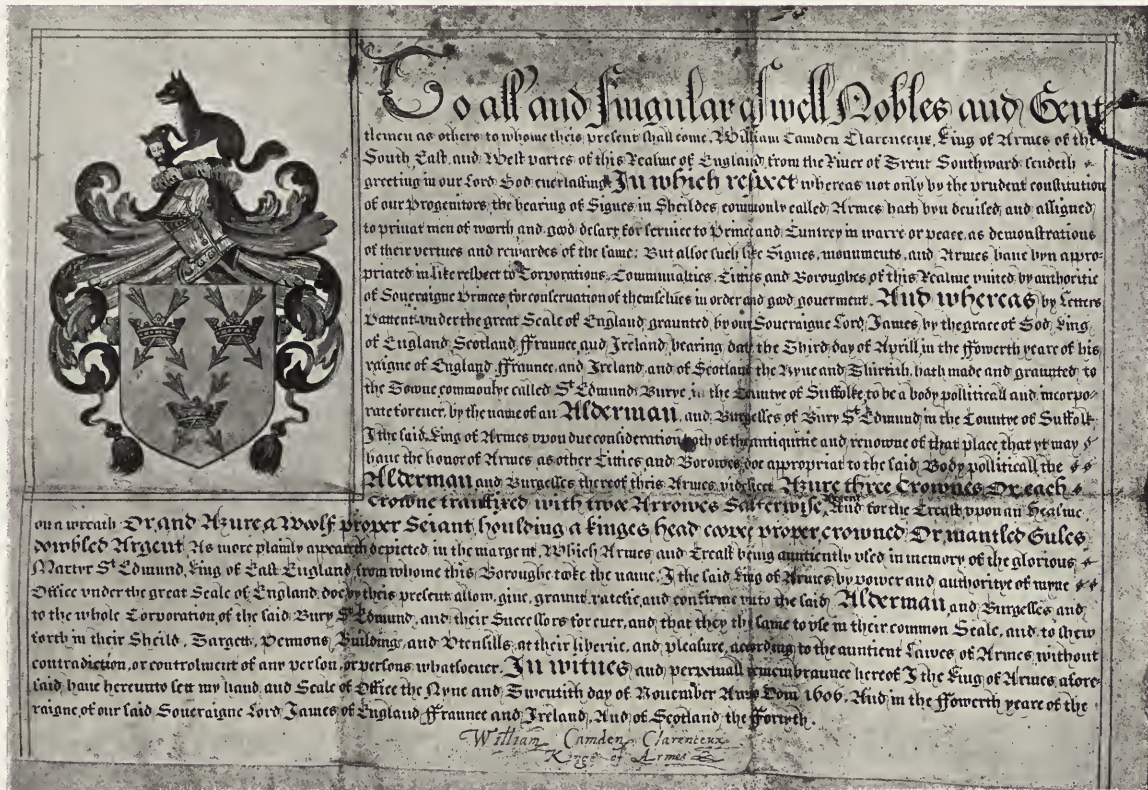 To all and singular aswell Nobles and Gent
tlemen as others to whome theis present shall come, William Camden Clarenceux, King of Armes of the
South, East, and West partes of this Realme of England, from the River of Trent Southward sendeth
greeting in our Lord God everlasting. In which respect whereas not only by the prudent constitution
of our Progenitors, the bearing of Signes in Sheildes commonly called Armes hath byn deuised, and assigned
to priuat men of worth and good desart for seruice to Prince and Cuntrey in warre or peace, as demonstrations
of their vertues and rewardes of the same: But allso such like Signes, monuments, and Armes haue byn appro-
priated in like respect to Corporations, Communalties, Citties and Boroughes of this Realme vnited by authoritie
of Soueraigne Princes for conseruation of themselues in order and good gouerment. And whereas by Letters
Pattent vnder the great Seale of England graunted by our Soueraigne Lord, James, by the grace of God, King
of England Scotland, ffraunce, and Ireland, bearing day the Third day of Aprill, in the ffowerth yeare of his
raigne of England ffraunce, and Ireland, and of Scotland the Nyne and Thirtith, hath made and graunted to
the Towne commonlye called St. Edmunds Burye, in the Countye of Suffolke, to be a body politticall and incorpo-
rate for euer, by the name of an Alderman, and Burgesses of Bury St. Edmund, in the Countye of Suffolk:
I the said, King of Armes vpon due consideration both of the antiquitie and renowne of that place that yt may
haue the honor of Armes as other Citties and Borowes, doe appropriat to the said Body politticall, the
Alderman and Burgesses thereof theis Armes, videlicet Azure three Crownes Or, each
crowne transfixed with twoe Arrowes Salterwise, Argent And for the Creast vpon an Healme
on a wreath Or, and Azure a Woolf proper Seiant, houlding a kinges head coope proper, crowned Or, mantled Gules
dowbled Argent, As more plainly appeareth depicted in the margent. Which Armes and Creast being aunciently vsed in memory of the glorious
Martyr St. Edmund, King of East England, from whome this Boroughe tooke the name, I the said King of Armes by power and authoritye of myne
Office vnder the great Seale of England, doe by theis present allow, giue, graunt, ratefie, and confirme vnto the said Alderman and Burgesses and
to the whole Corporation of the said Bury St. Edmund, and their Successors for euer, and that they the same to vse in their common Seale, and to shew
forth in their Sheild, Targett, Pennons, Buildings, and Vtensills, at their libertie, and pleasure, according to the auntient Lawes of Armes without
contradiction, or controlment of any person, or persons whatsoeuer. In witnes and perpetuall remembraunce hereof I the King of Armes afore-
said, haue hereunto sett my hand, and Seale of Office the Nyne and Twentith day of Nouember Anno Dom 1606. And in the ffowerth yeare of the
raigne, of our said Soueraigne Lord, James of England ffraunce and Ireland, And of Scotland the fforyth.
William Camden Clarenceux
Kinge of Armes